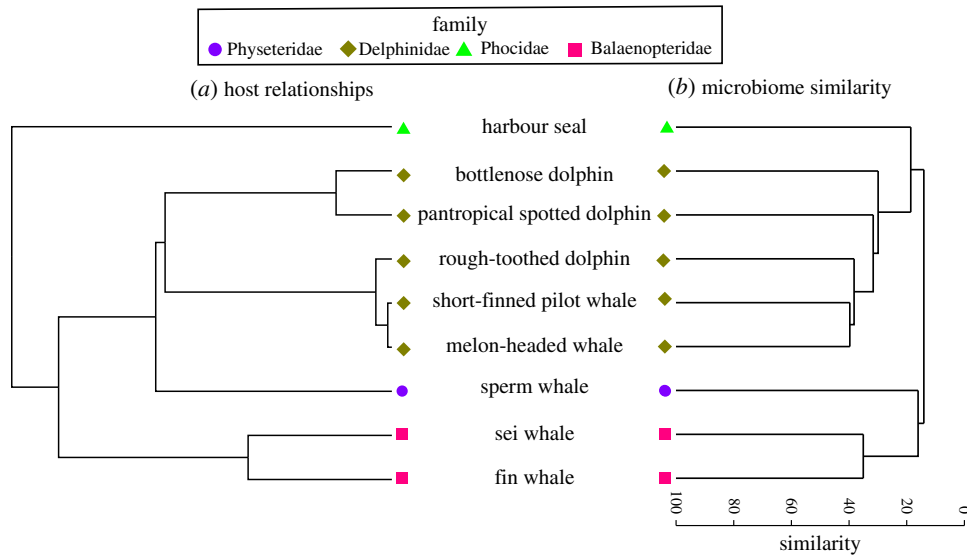 family
Physeteridae Delphinidae Phocidae Balaenopteridae
(a) host relationships
(b) microbiome similarity
harbour seal
bottlenose dolphin
pantropical spotted dolphin
rough-toothed dolphin
short-finned pilot whale
melon-headed whale
sperm whale
sei whale
fin whale
100 80 60 40 20 0
similarity